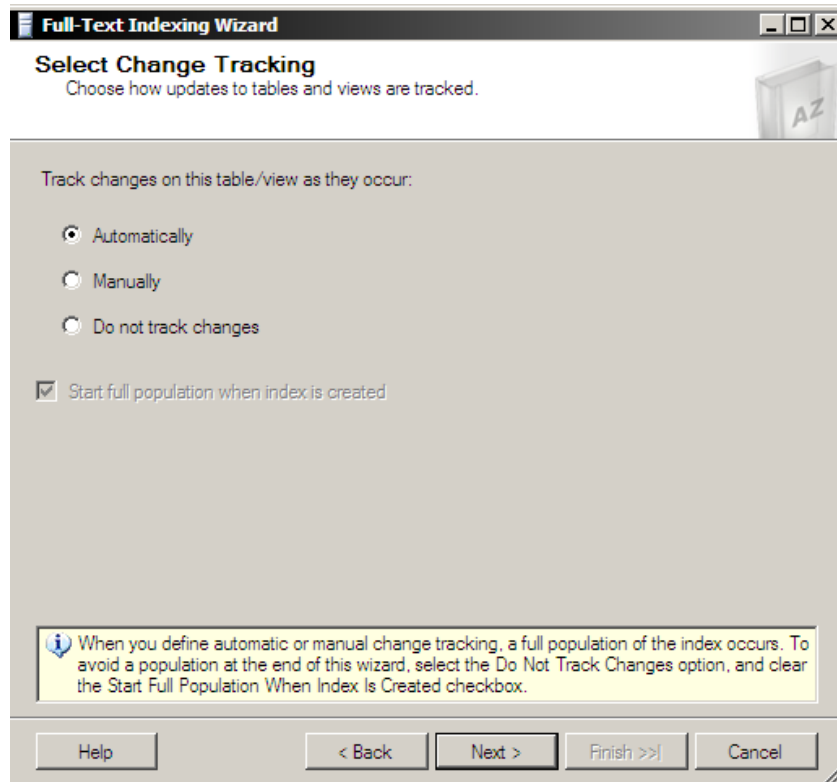 Full-Text Indexing Wizard
Select Change Tracking
Choose how updates to tables and views are tracked.
AZ
Track changes on this table/view as they occur:
Automatically
Manually
Do not track changes
Start full population when index is created
When you define automatic or manual change tracking, a full population of the index occurs. To
avoid a population at the end of this wizard, select the Do Not Track Changes option, and clear
the Start Full Population When Index Is Created checkbox.
Help < Back Next > Finish >>| Cancel